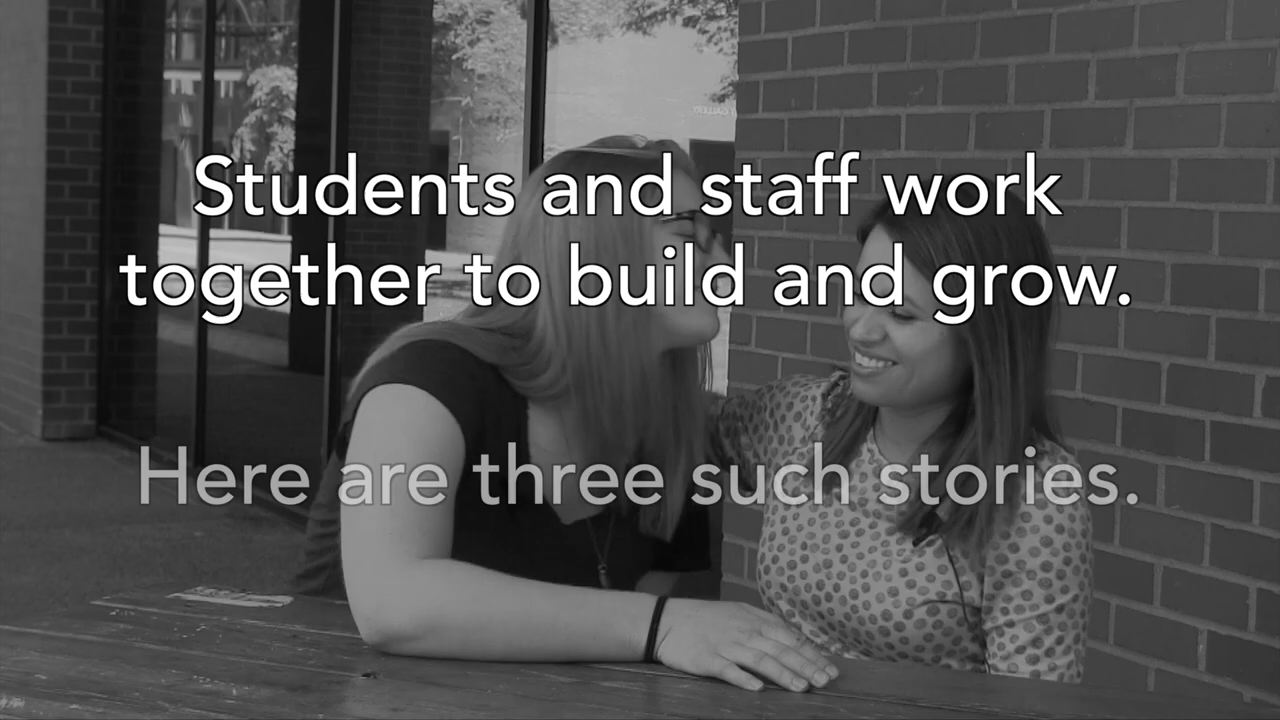 Students and staff work
together to build and grow.
Here are three such stories.